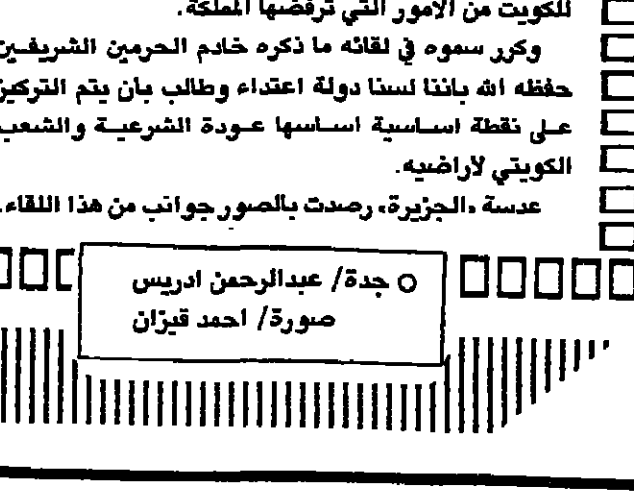 للكويت من الأمور التي ترفضها المملكة.
وكرر سموه في لقائه ما ذكره خادم الحرمين الشريفين
حفظه الله باننا لسنا دولة اعتداء وطالب بان يتم التركيز
على نقطة اساسية اساسها عودة الشرعية والشعب
الكويتي لاراضيه.
عدسة «الجزيرة» رصدت بالصور جوانب من هذا اللقاء.
○ جدة/ عبدالرحمن ادريس
صورة/ احمد قيزان